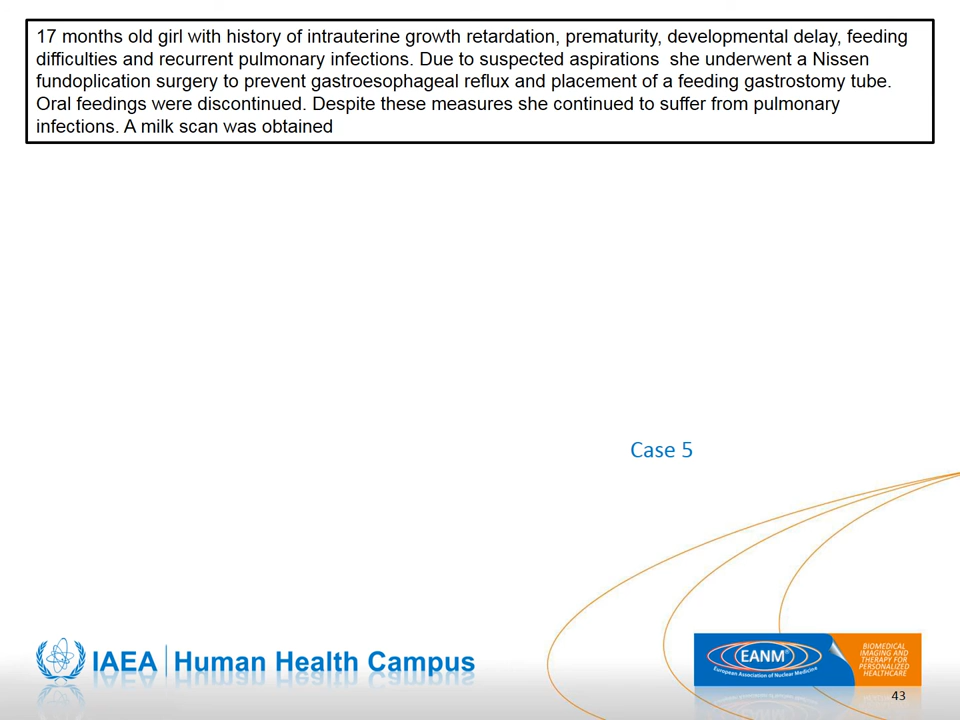 17 months old girl with history of intrauterine growth retardation, prematurity, developmental delay, feeding
difficulties and recurrent pulmonary infections. Due to suspected aspirations  she underwent a Nissen
fundoplication surgery to prevent gastroesophageal reflux and placement of a feeding gastrostomy tube.
Oral feedings were discontinued. Despite these measures she continued to suffer from pulmonary
infections. A milk scan was obtained
Case 5
IAEA | Human Health Campus
EANM®
European Association of Nuclear Medicine
BIOMEDICAL
IMAGING AND
THERAPY FOR
PERSONALIZED
HEALTHCARE
43